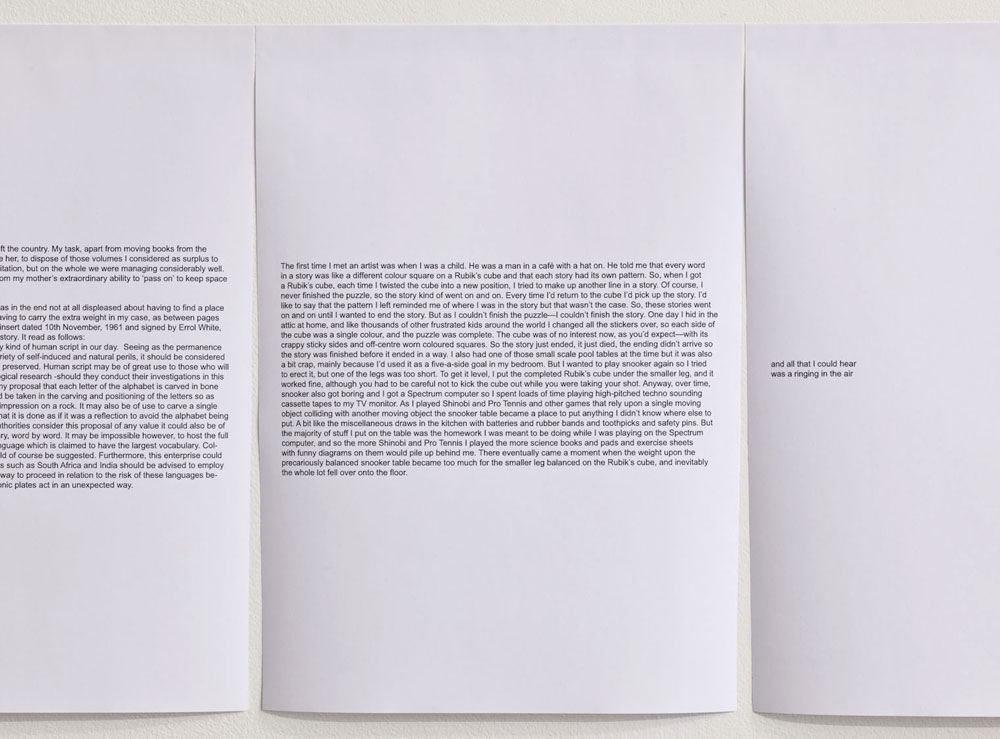 ft the country. My task, apart from moving books from the
e her, to dispose of those volumes I considered as surplus to
itation, but on the whole we were managing considerably well.
om my mother's extraordinary ability to 'pass on' to keep space
as in the end not at all displeased about having to find a place
aving to carry the extra weight in my case, as between pages
insert dated 10th November, 1961 and signed by Errol White,
story. It read as follows:
y kind of human script in our day.  Seeing as the permanence
riety of self-induced and natural perils, it should be considered
preserved. Human script may be of great use to those who will
ogical research -should they conduct their investigations in this
ny proposal that each letter of the alphabet is carved in bone
d be taken in the carving and positioning of the letters so as
impression on a rock. It may also be of use to carve a single
hat it is done as if it was a reflection to avoid the alphabet being
uthorities consider this proposal of any value it could also be of
ry, word by word. It may be impossible however, to host the full
nguage which is claimed to have the largest vocabulary. Col-
ld of course be suggested. Furthermore, this enterprise could
s such as South Africa and India should be advised to employ
way to proceed in relation to the risk of these languages be-
onic plates act in an unexpected way.
The first time I met an artist was when I was a child. He was a man in a café with a hat on. He told me that every word
in a story was like a different colour square on a Rubik's cube and that each story had its own pattern. So, when I got
a Rubik's cube, each time I twisted the cube into a new position, I tried to make up another line in a story. Of course, I
never finished the puzzle, so the story kind of went on and on. Every time I'd return to the cube I'd pick up the story. I'd
like to say that the pattern I left reminded me of where I was in the story but that wasn't the case. So, these stories went
on and on until I wanted to end the story. But as I couldn't finish the puzzle—I couldn't finish the story. One day I hid in the
attic at home, and like thousands of other frustrated kids around the world I changed all the stickers over, so each side of
the cube was a single colour, and the puzzle was complete. The cube was of no interest now, as you'd expect—with its
crappy sticky sides and off-centre worn coloured squares. So the story just ended, it just died, the ending didn't arrive so
the story was finished before it ended in a way. I also had one of those small scale pool tables at the time but it was also
a bit crap, mainly because I'd used it as a five-a-side goal in my bedroom. But I wanted to play snooker again so I tried
to erect it, but one of the legs was too short. To get it level, I put the completed Rubik's cube under the smaller leg, and it
worked fine, although you had to be careful not to kick the cube out while you were taking your shot. Anyway, over time,
snooker also got boring and I got a Spectrum computer so I spent loads of time playing high-pitched techno sounding
cassette tapes to my TV monitor. As I played Shinobi and Pro Tennis and other games that rely upon a single moving
object colliding with another moving object the snooker table became a place to put anything I didn't know where else to
put. A bit like the miscellaneous draws in the kitchen with batteries and rubber bands and toothpicks and safety pins. But
the majority of stuff I put on the table was the homework I was meant to be doing while I was playing on the Spectrum
computer, and so the more Shinobi and Pro Tennis I played the more science books and pads and exercise sheets
with funny diagrams on them would pile up behind me. There eventually came a moment when the weight upon the
precariously balanced snooker table became too much for the smaller leg balanced on the Rubik's cube, and inevitably
the whole lot fell over onto the floor.
and all that I could hear
was a ringing in the air